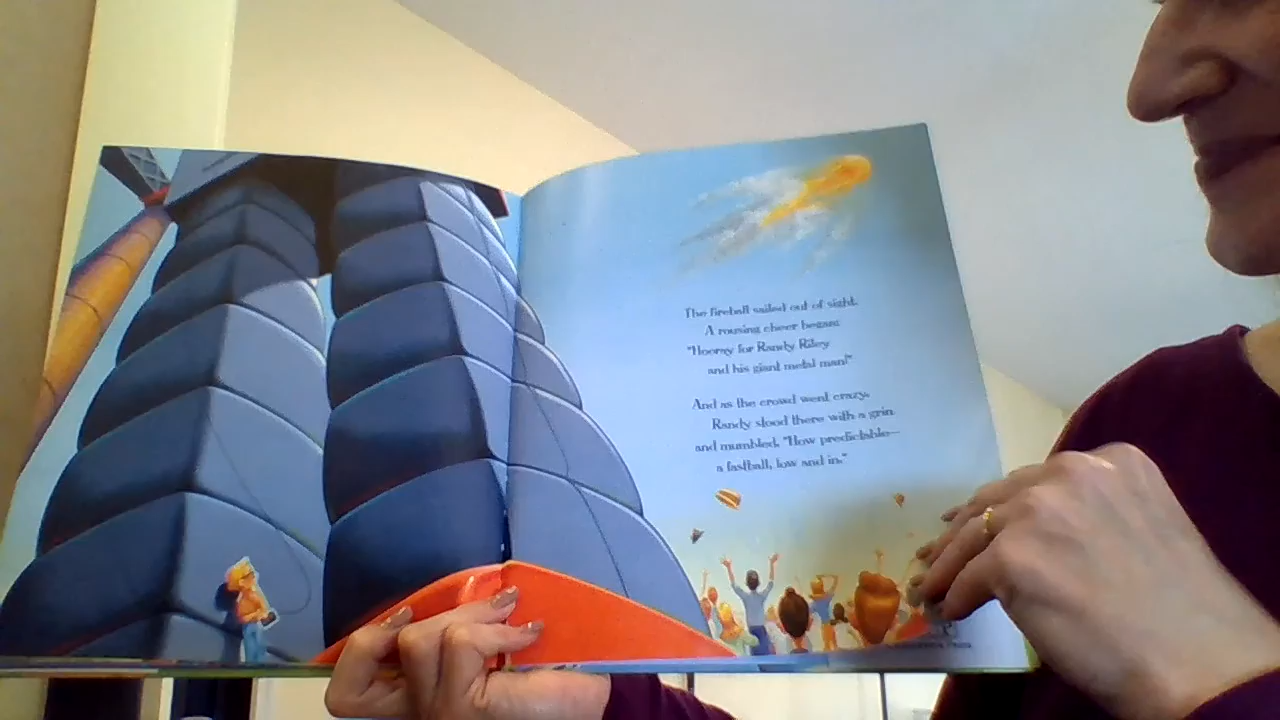 The fireball sailed out of sight.
A rousing cheer began:
"Hooray for Randy Riley
and his giant metal man!"
And as the crowd went crazy,
Randy stood there with a grin
and mumbled, "How predictable—
a fastball, low and in."